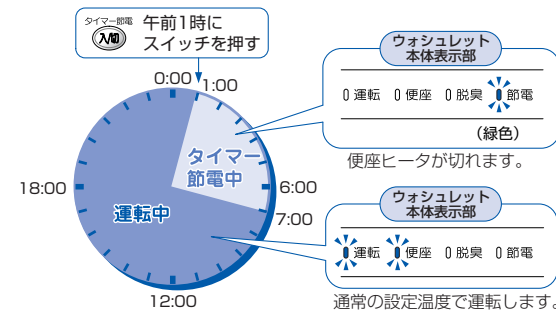 タイマー節電
入/切
午前1時に
スイッチを押す
0:00
1:00
6:00
7:00
12:00
18:00
タイマー
節電中
運転中
ウォシュレット
本体表示部
運転 便座 脱臭 節電
(緑色)
便座ヒータが切れます。
ウォシュレット
本体表示部
運転 便座 脱臭 節電
通常の設定温度で運転します。